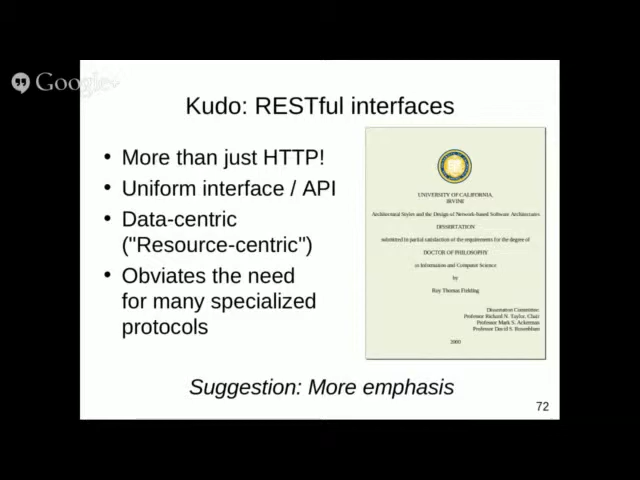 Google+
Kudo: RESTful interfaces
• More than just HTTP!
• Uniform interface / API
• Data-centric
("Resource-centric")
• Obviates the need
for many specialized
protocols
UNIVERSITY OF CALIFORNIA,
IRVINE
Architectural Styles and the Design of Network-based Software Architectures
DISSERTATION
submitted in partial satisfaction of the requirements for the degree of
DOCTOR OF PHILOSOPHY
in Information and Computer Science
by
Roy Thomas Fielding
Dissertation Committee:
Professor Richard N. Taylor, Chair
Professor Mark S. Ackerman
Professor David S. Rosenblum
2000
Suggestion: More emphasis
72